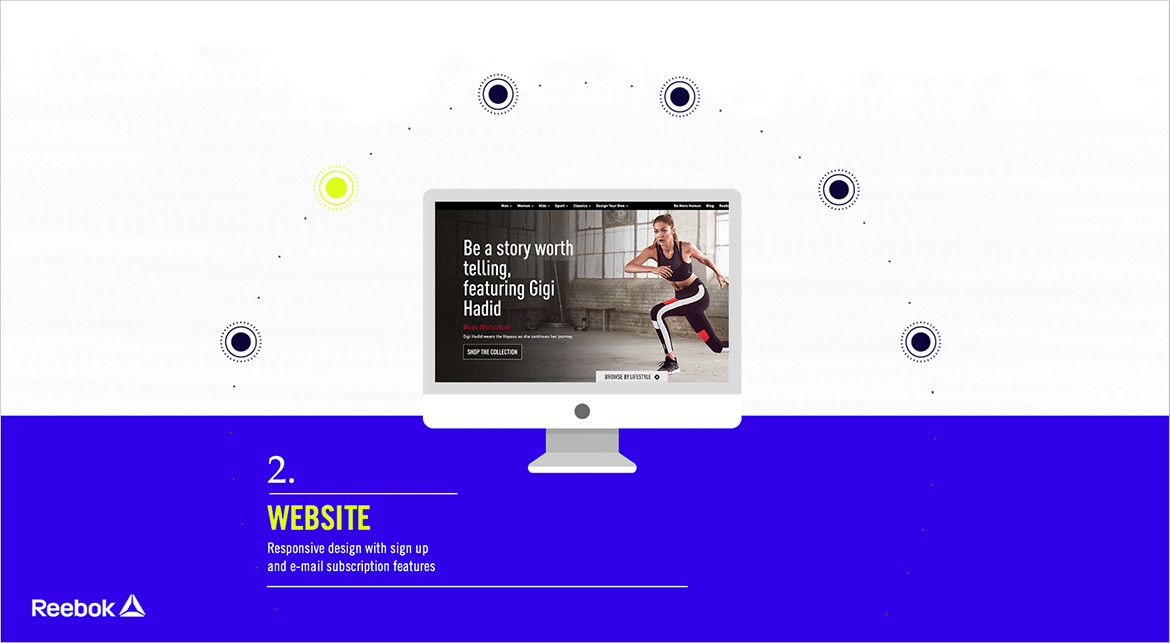 Men Women Kids Sport Classics Design Your Own Be More Human Blog
Be a story worth
telling,
featuring Gigi
Hadid
We are #PerfectNever
Gigi Hadid wears the Hayasu as she continues her journey.
SHOP THE COLLECTION
BROWSE BY LIFESTYLE
2.
WEBSITE
Responsive design with sign up
and e-mail subscription features
Reebok